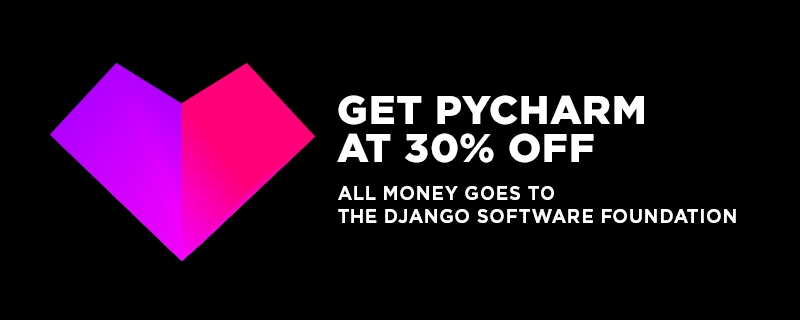 GET PYCHARM
AT 30% OFF
ALL MONEY GOES TO
THE DJANGO SOFTWARE FOUNDATION